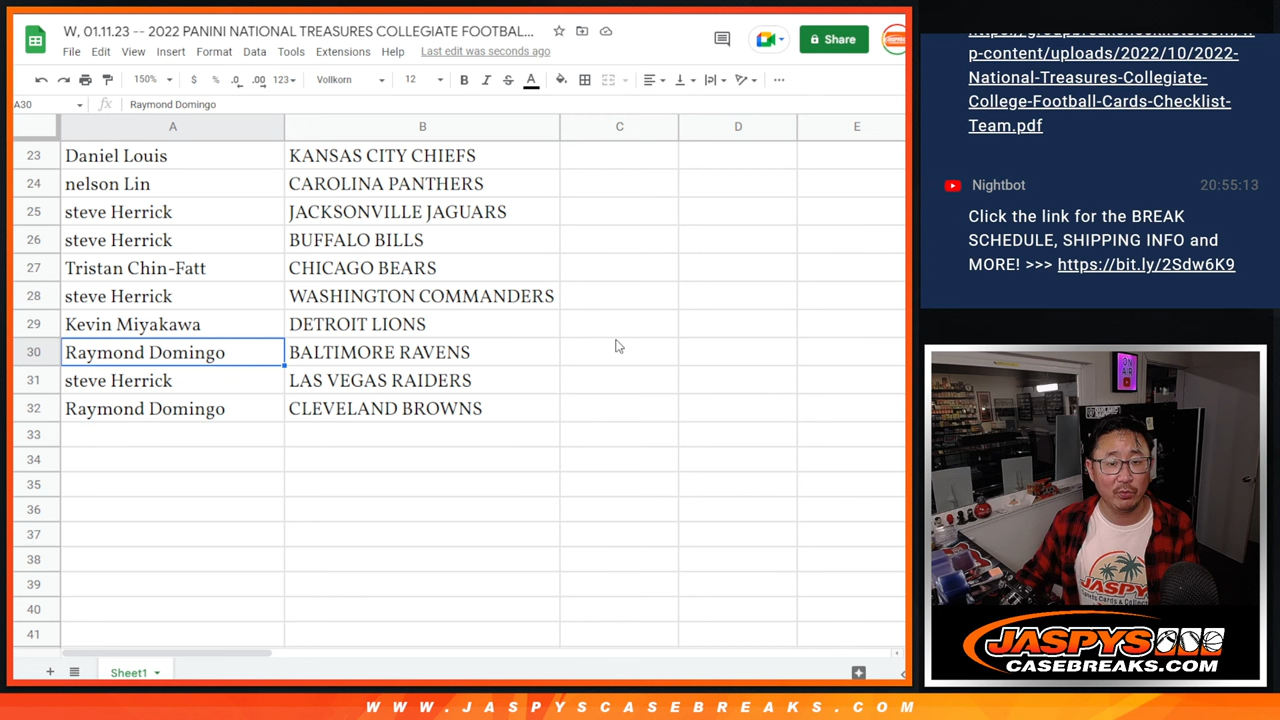 W, 01.11.23 -- 2022 PANINI NATIONAL TREASURES COLLEGIATE FOOTBAL...
File Edit View Insert Format Data Tools Extensions Help Last edit was seconds ago
Share
150% $ % .0 .00 123 Vollkorn 12 B I S A
A30 fx Raymond Domingo
A B C D E
23 Daniel Louis KANSAS CITY CHIEFS
24 nelson Lin CAROLINA PANTHERS
25 steve Herrick JACKSONVILLE JAGUARS
26 steve Herrick BUFFALO BILLS
27 Tristan Chin-Fatt CHICAGO BEARS
28 steve Herrick WASHINGTON COMMANDERS
29 Kevin Miyakawa DETROIT LIONS
30 Raymond Domingo BALTIMORE RAVENS
31 steve Herrick LAS VEGAS RAIDERS
32 Raymond Domingo CLEVELAND BROWNS
33
34
35
36
37
38
39
40
41
Sheet1
p-content/uploads/2022/10/2022-
National-Treasures-Collegiate-
College-Football-Cards-Checklist-
Team.pdf
Nightbot 20:55:13
Click the link for the BREAK
SCHEDULE, SHIPPING INFO and
MORE! >>> https://bit.ly/2Sdw6K9
ON
AIR
JASPY'S
JASPYS
CASEBREAKS.COM
WWW.JASPYSCASEBREAKS.COM